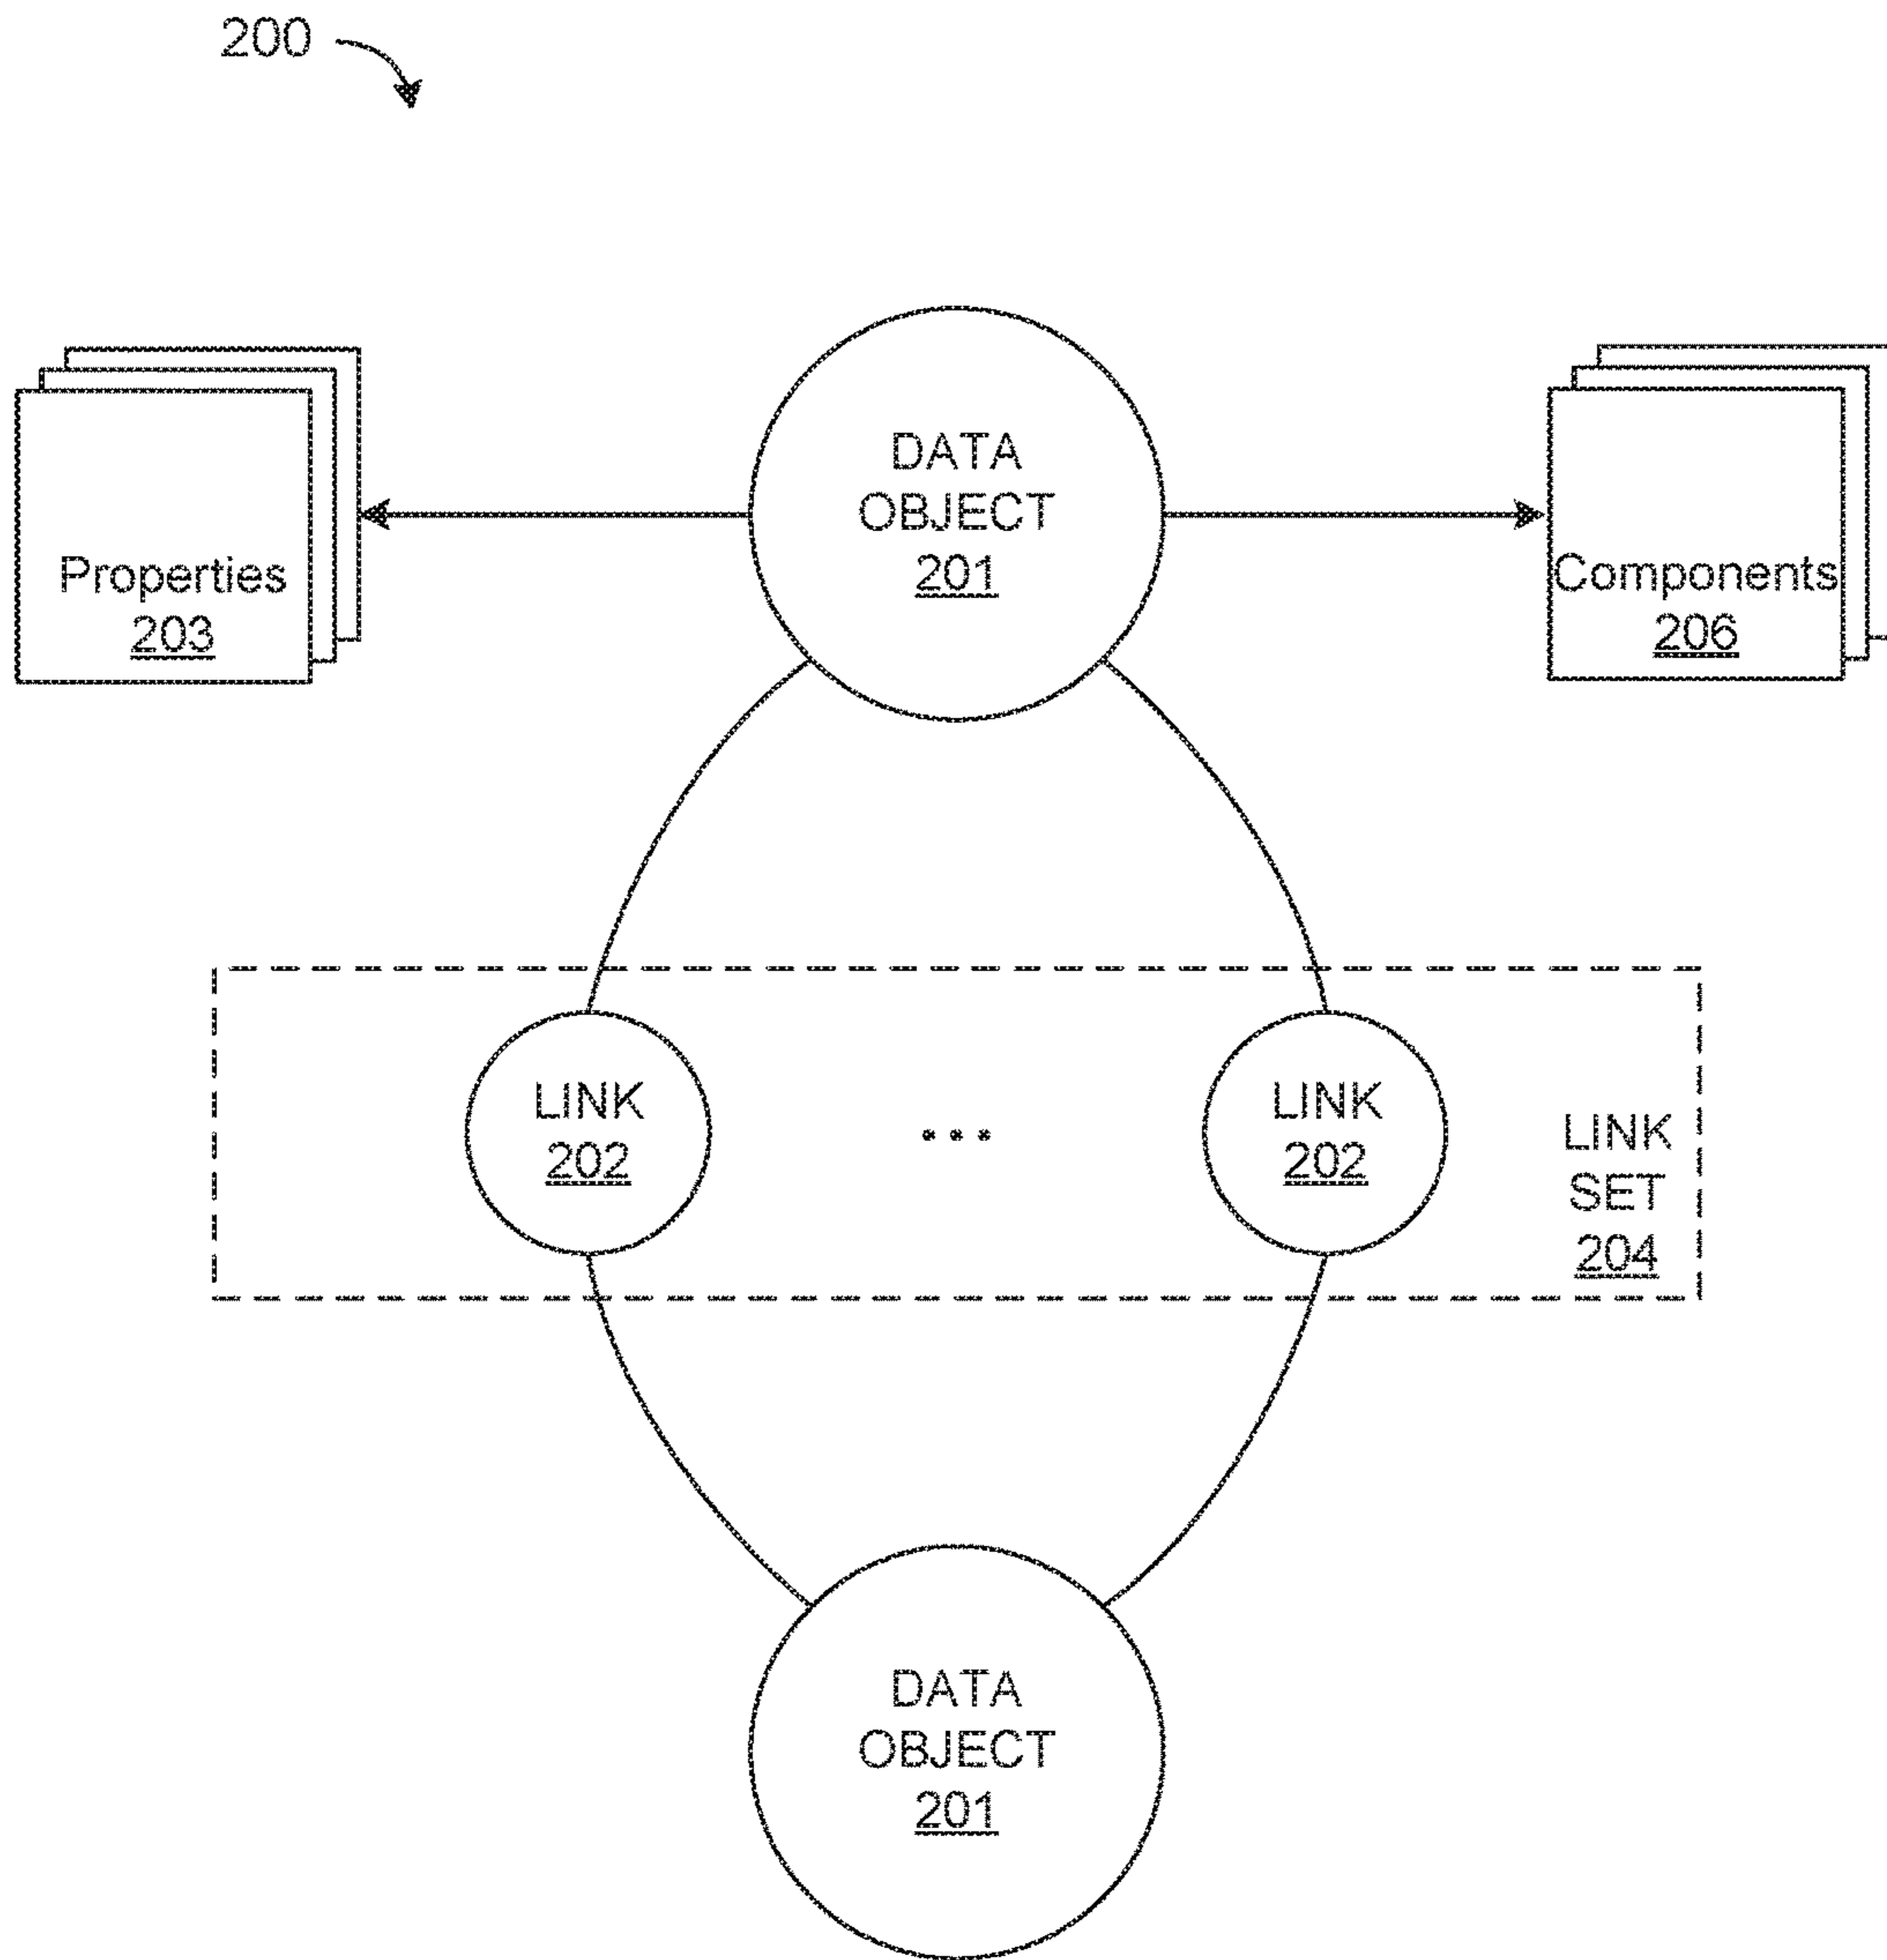 200
DATA
OBJECT
201
Properties
203
Components
206
LINK
202
...
LINK
202
LINK
SET
204
DATA
OBJECT
201